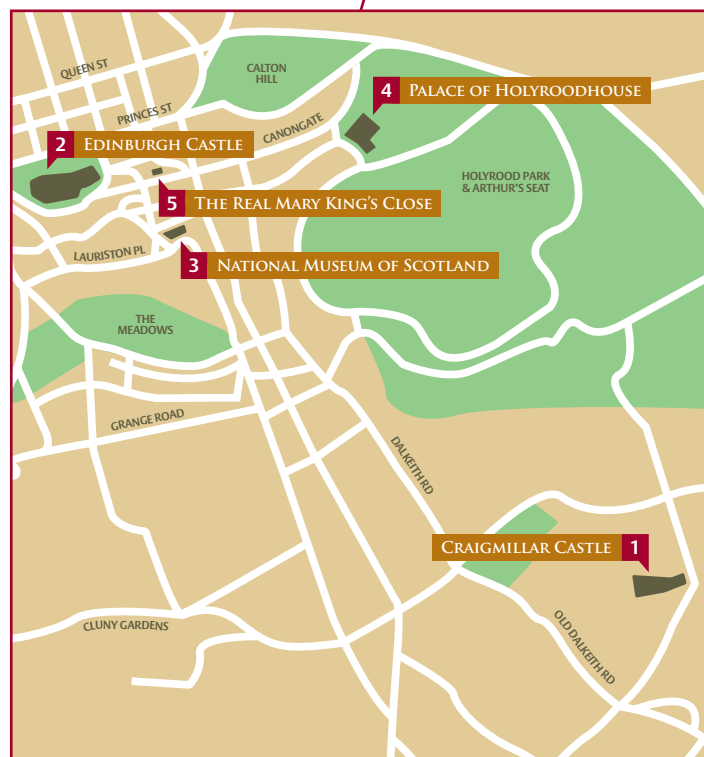 QUEEN ST
CALTON
HILL
4 PALACE OF HOLYROODHOUSE
PRINCES ST
CANONGATE
2 EDINBURGH CASTLE
HOLYROOD PARK
& ARTHUR'S SEAT
5 THE REAL MARY KING'S CLOSE
LAURISTON PL
3 NATIONAL MUSEUM OF SCOTLAND
THE
MEADOWS
GRANGE ROAD
DALKEITH RD
CRAIGMILLAR CASTLE 1
CLUNY GARDENS
OLD DALKEITH RD